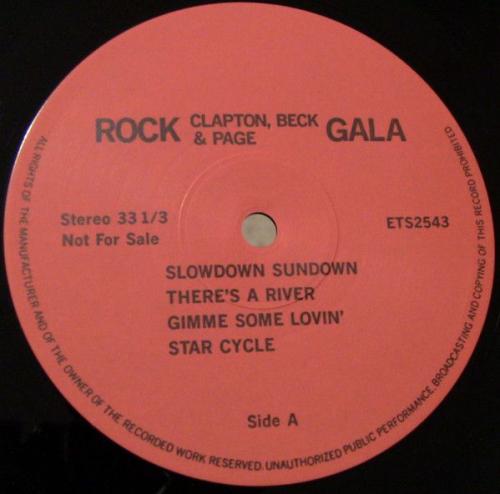 ROCK CLAPTON, BECK & PAGE GALA
Stereo 33 1/3
Not For Sale
ETS2543
SLOWDOWN SUNDOWN
THERE'S A RIVER
GIMME SOME LOVIN'
STAR CYCLE
Side A
ALL RIGHTS OF THE MANUFACTURER AND OF THE OWNER OF THE RECORDED WORK RESERVED. UNAUTHORIZED PUBLIC PERFORMANCE, BROADCASTING AND COPYING OF THIS RECORD PROHIBITED